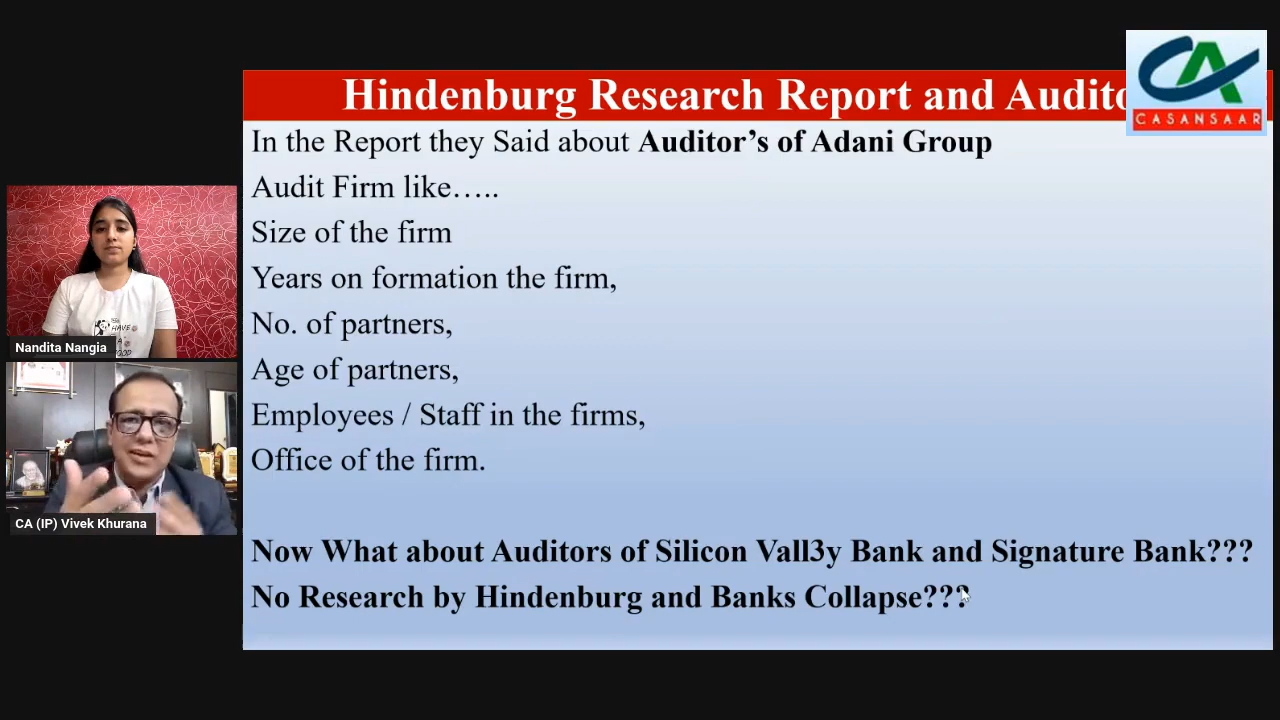 Hindenburg Research Report and Audito
CA
CASANSAAR
In the Report they Said about Auditor's of Adani Group
Audit Firm like…..
Size of the firm
Years on formation the firm,
No. of partners,
Age of partners,
Employees / Staff in the firms,
Office of the firm.
Now What about Auditors of Silicon Vall3y Bank and Signature Bank???
No Research by Hindenburg and Banks Collapse???
HAVE
A
Nandita Nangia
CA (IP) Vivek Khurana